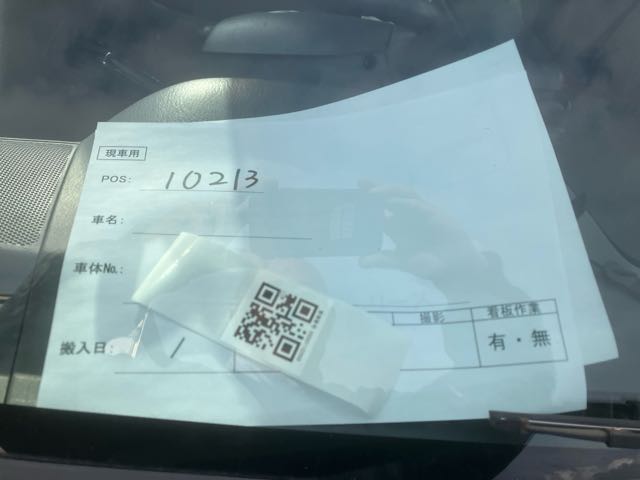 現車用
POS: 10213
車名:
車体No.:
撮影 看板作業
搬入日: / 有・無